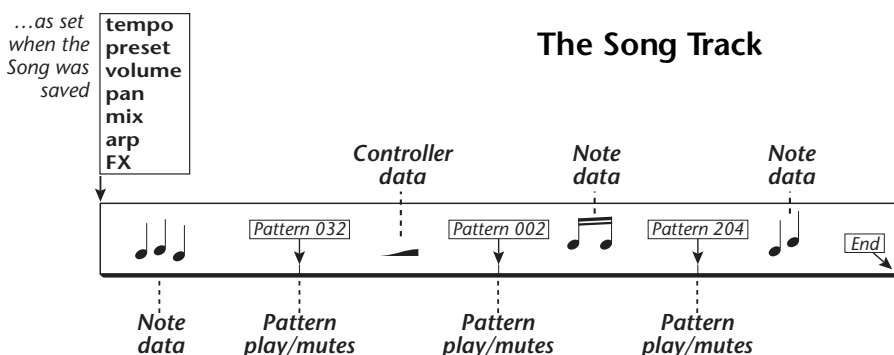 ...as set
when the
Song was
saved
tempo
preset
volume
pan
mix
arp
FX
The Song Track
Controller
data
Note
data
Note
data
Pattern 032
Pattern 002
Pattern 204
End
Note
data
Pattern
play/mutes
Pattern
play/mutes
Pattern
play/mutes